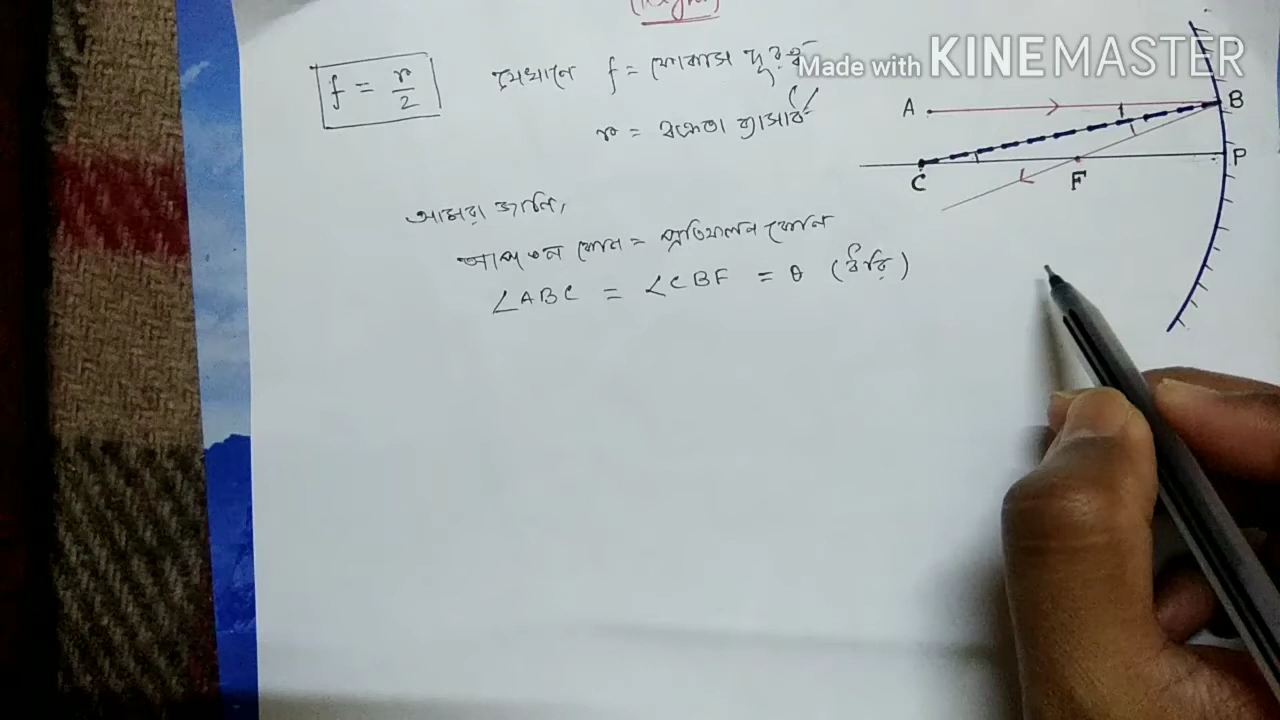 f = r/2 যেখানে f = ফোকাস দূরত্ব
r = বক্রতা ব্যাসার্ধ
Made with KINEMASTER
A B
C F P
আমরা জানি,
আপতন কোন = প্রতিফলন কোন
∠ABC = ∠CBF = θ (ধরি)